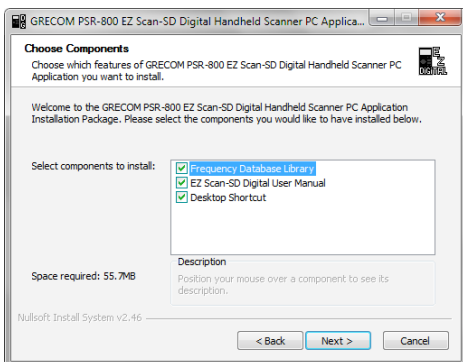 GRECOM PSR-800 EZ Scan-SD Digital Handheld Scanner PC Applica...
Choose Components
Choose which features of GRECOM PSR-800 EZ Scan-SD Digital Handheld Scanner PC
Application you want to install.
EZ
DIGITAL
Welcome to the GRECOM PSR-800 EZ Scan-SD Digital Handheld Scanner PC Application
Installation Package. Please select the components you would like to have installed below.
Select components to install:
Frequency Database Library
EZ Scan-SD Digital User Manual
Desktop Shortcut
Space required: 55.7MB
Description
Position your mouse over a component to see its
description.
Nullsoft Install System v2.46
< Back
Next >
Cancel